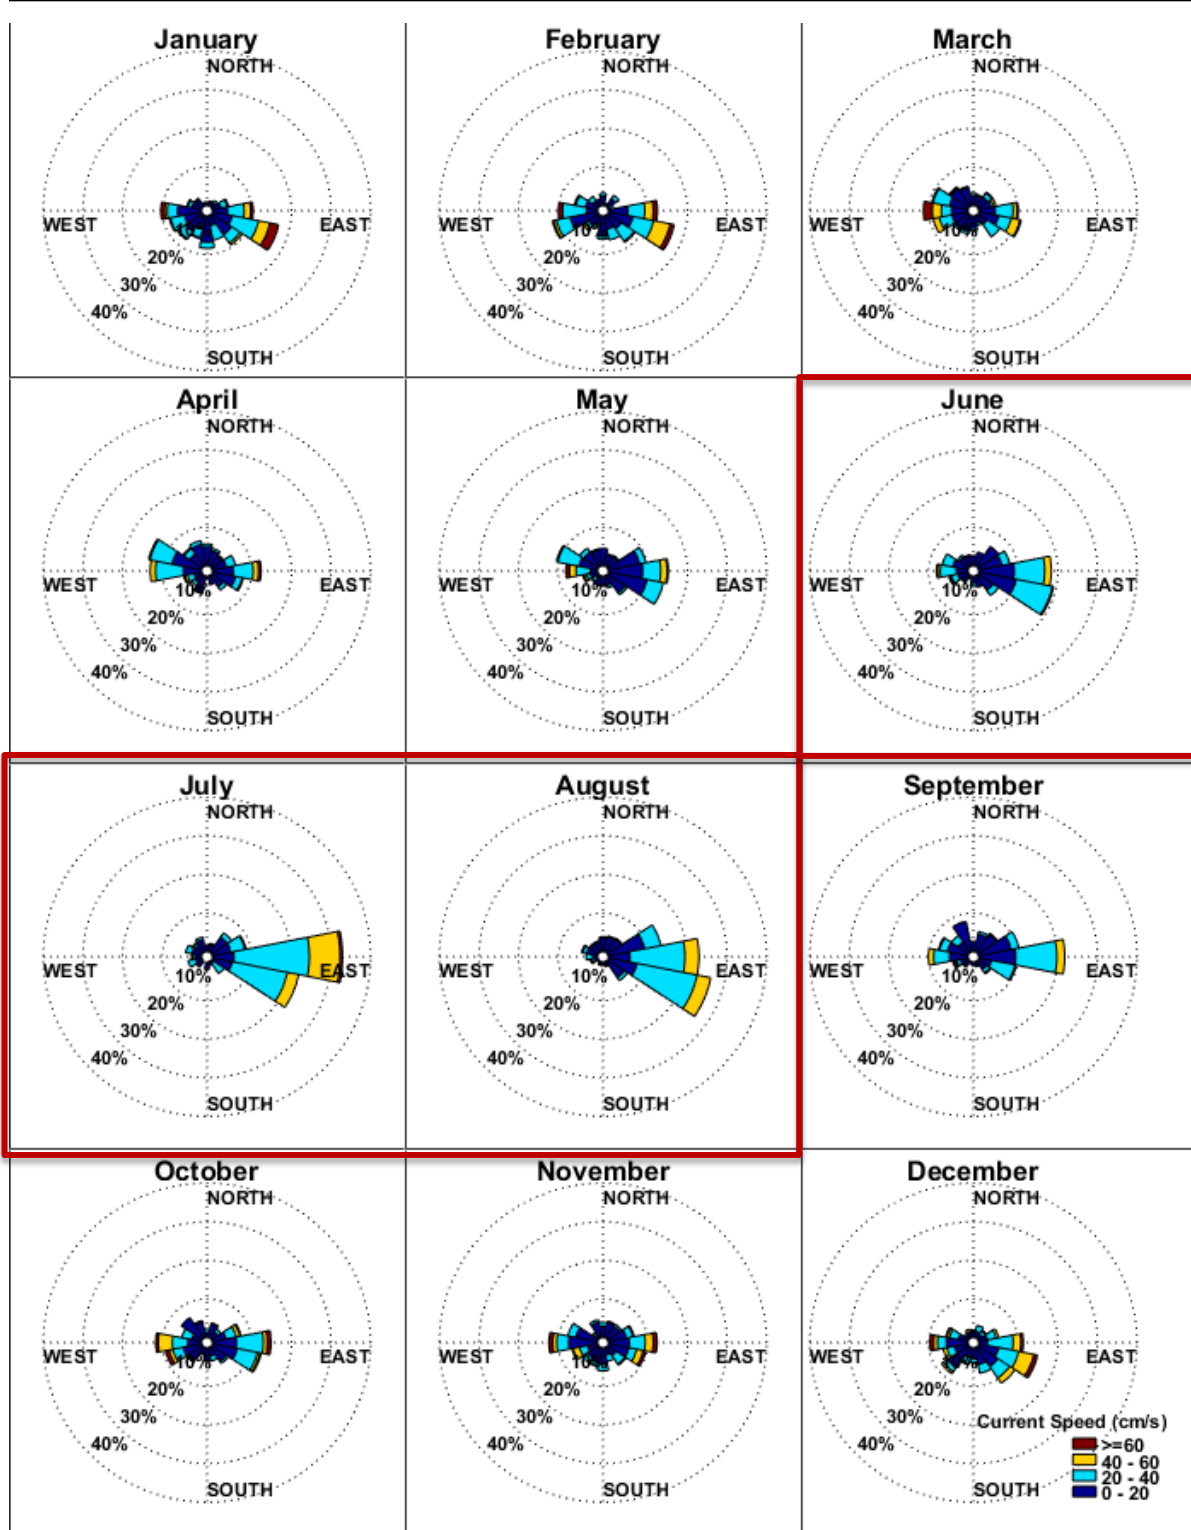 January
NORTH
WEST
EAST
10%
20%
30%
40%
SOUTH
February
NORTH
WEST
EAST
10%
20%
30%
40%
SOUTH
March
NORTH
WEST
EAST
10%
20%
30%
40%
SOUTH
April
NORTH
WEST
EAST
10%
20%
30%
40%
SOUTH
May
NORTH
WEST
EAST
10%
20%
30%
40%
SOUTH
June
NORTH
WEST
EAST
10%
20%
30%
40%
SOUTH
July
NORTH
WEST
EAST
10%
20%
30%
40%
SOUTH
August
NORTH
WEST
EAST
10%
20%
30%
40%
SOUTH
September
NORTH
WEST
EAST
10%
20%
30%
40%
SOUTH
October
NORTH
WEST
EAST
10%
20%
30%
40%
SOUTH
November
NORTH
WEST
EAST
10%
20%
30%
40%
SOUTH
December
NORTH
WEST
EAST
20%
30%
40%
SOUTH
Current Speed (cm/s)
>=60
40 - 60
20 - 40
0 - 20